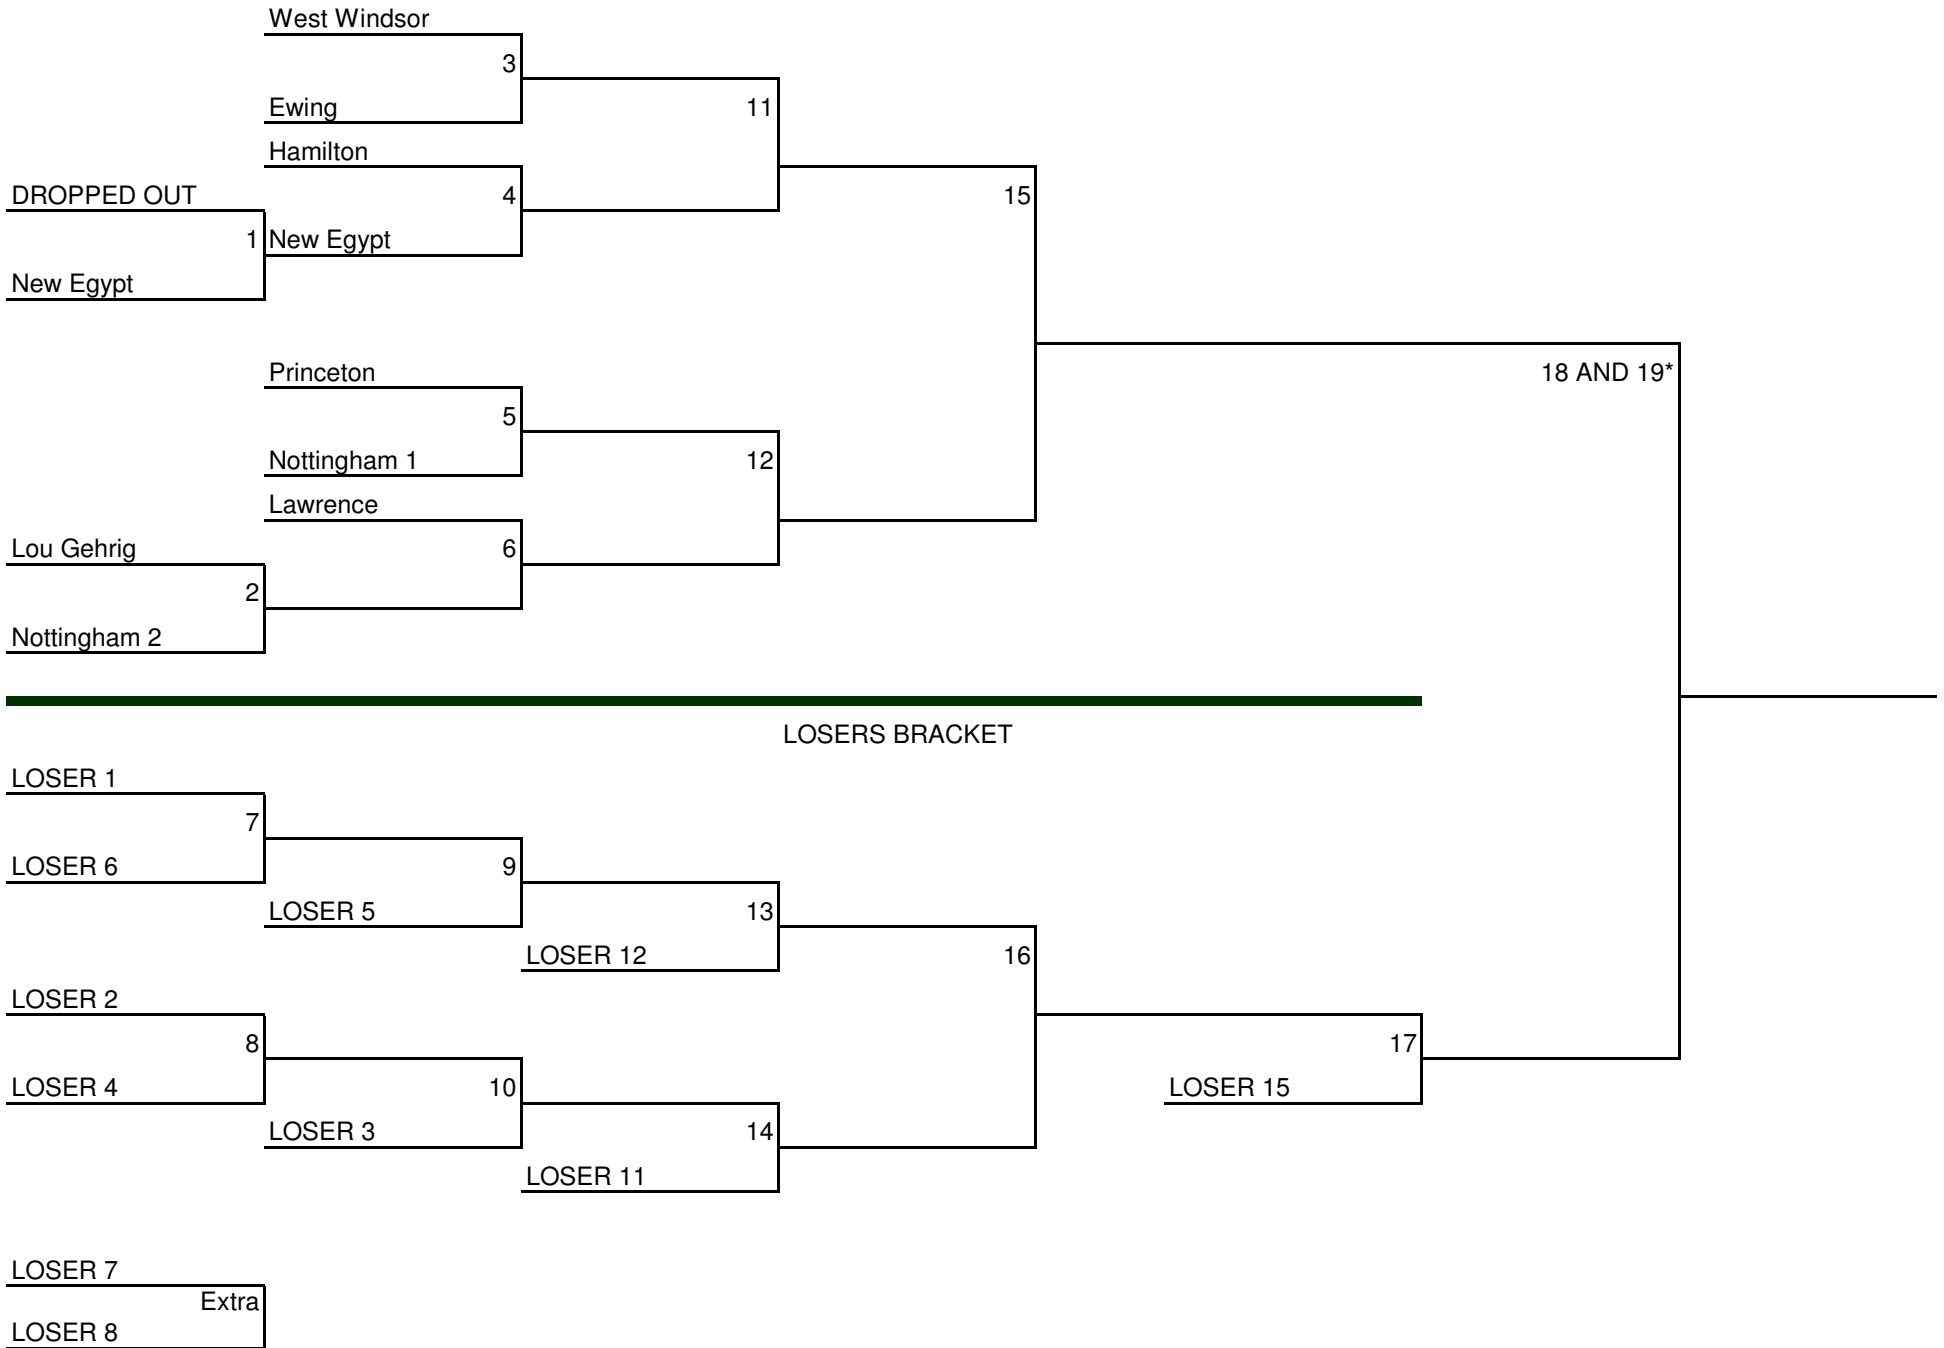 West Windsor
3
Ewing
11
Hamilton
DROPPED OUT
4
15
1
New Egypt
New Egypt
Princeton
18 AND 19*
5
Nottingham 1
12
Lawrence
Lou Gehrig
6
2
Nottingham 2
LOSERS BRACKET
LOSER 1
7
LOSER 6
9
LOSER 5
13
LOSER 12
16
LOSER 2
8
17
LOSER 4
10
LOSER 15
LOSER 3
14
LOSER 11
LOSER 7
Extra
LOSER 8